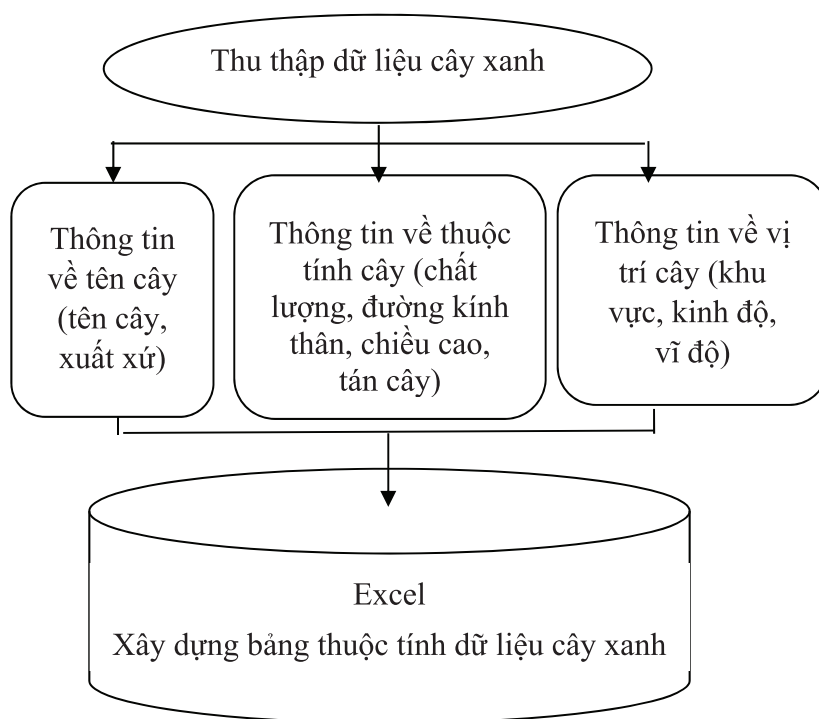 Thu thập dữ liệu cây xanh
Thông tin
về tên cây
(tên cây,
xuất xứ)
Thông tin về thuộc
tính cây (chất
lượng, đường kính
thân, chiều cao,
tán cây)
Thông tin về vị
trí cây (khu
vực, kinh độ,
vĩ độ)
Excel
Xây dựng bảng thuộc tính dữ liệu cây xanh